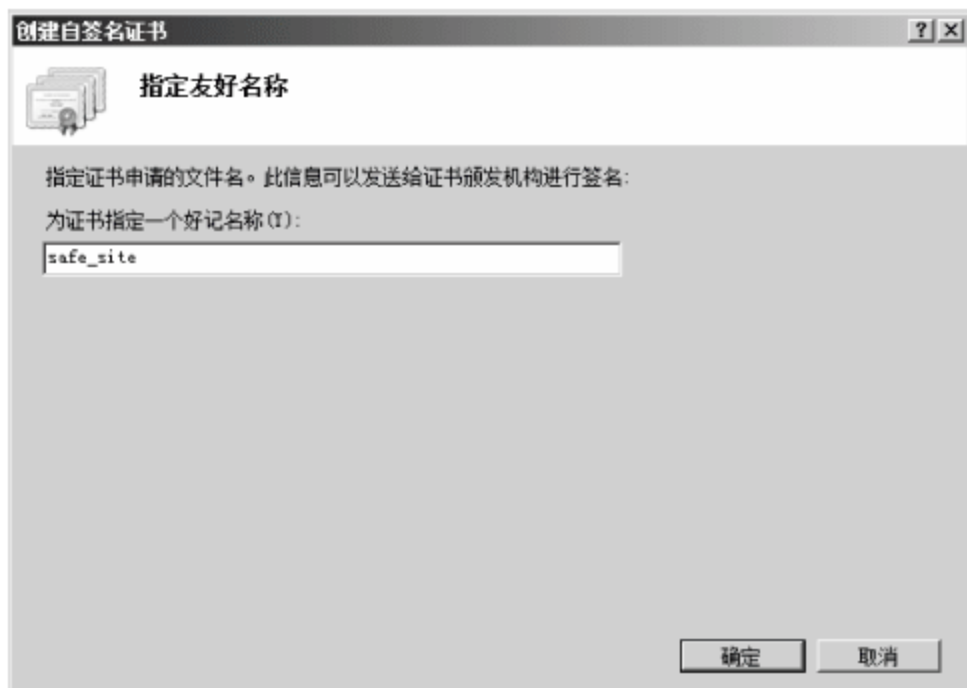 创建自签名证书
指定友好名称
指定证书申请的文件名。此信息可以发送给证书颁发机构进行签名:
为证书指定一个好记名称(Y):
safe_site
确定
取消